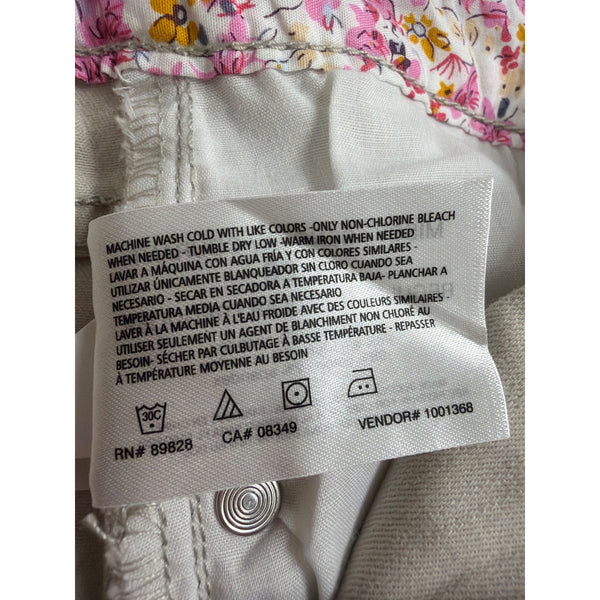 MACHINE WASH COLD WITH LIKE COLORS -ONLY NON-CHLORINE BLEACH
WHEN NEEDED - TUMBLE DRY LOW -WARM IRON WHEN NEEDED
LAVAR A MÁQUINA CON AGUA FRÍA Y CON COLORES SIMILARES -
UTILIZAR ÚNICAMENTE BLANQUEADOR SIN CLORO CUANDO SEA
NECESARIO - SECAR EN SECADORA A TEMPERATURA BAJA- PLANCHAR A
TEMPERATURA MEDIA CUANDO SEA NECESARIO
LAVER À LA MACHINE À L'EAU FROIDE AVEC DES COULEURS SIMILAIRES -
UTILISER SEULEMENT UN AGENT DE BLANCHIMENT NON CHLORÉ AU
BESOIN- SÉCHER PAR CULBUTAGE À BASSE TEMPÉRATURE - REPASSER
À TEMPÉRATURE MOYENNE AU BESOIN
30C
RN# 89828 CA# 08349 VENDOR# 1001368